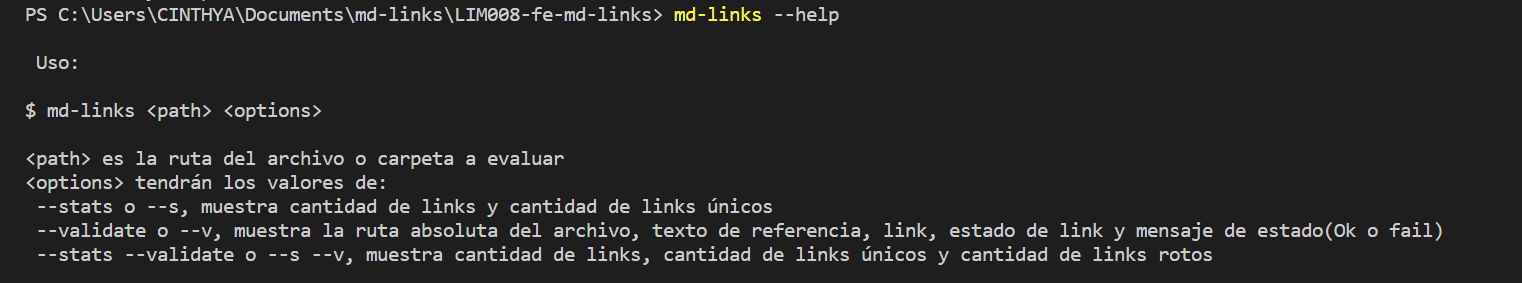 PS C:\Users\CINTHYA\Documents\md-links\LIM008-fe-md-links> md-links --help
Uso:
$ md-links <path> <options>
<path> es la ruta del archivo o carpeta a evaluar
<options> tendrán los valores de:
--stats o --s, muestra cantidad de links y cantidad de links únicos
--validate o --v, muestra la ruta absoluta del archivo, texto de referencia, link, estado de link y mensaje de estado(Ok o fail)
--stats --validate o --s --v, muestra cantidad de links, cantidad de links únicos y cantidad de links rotos